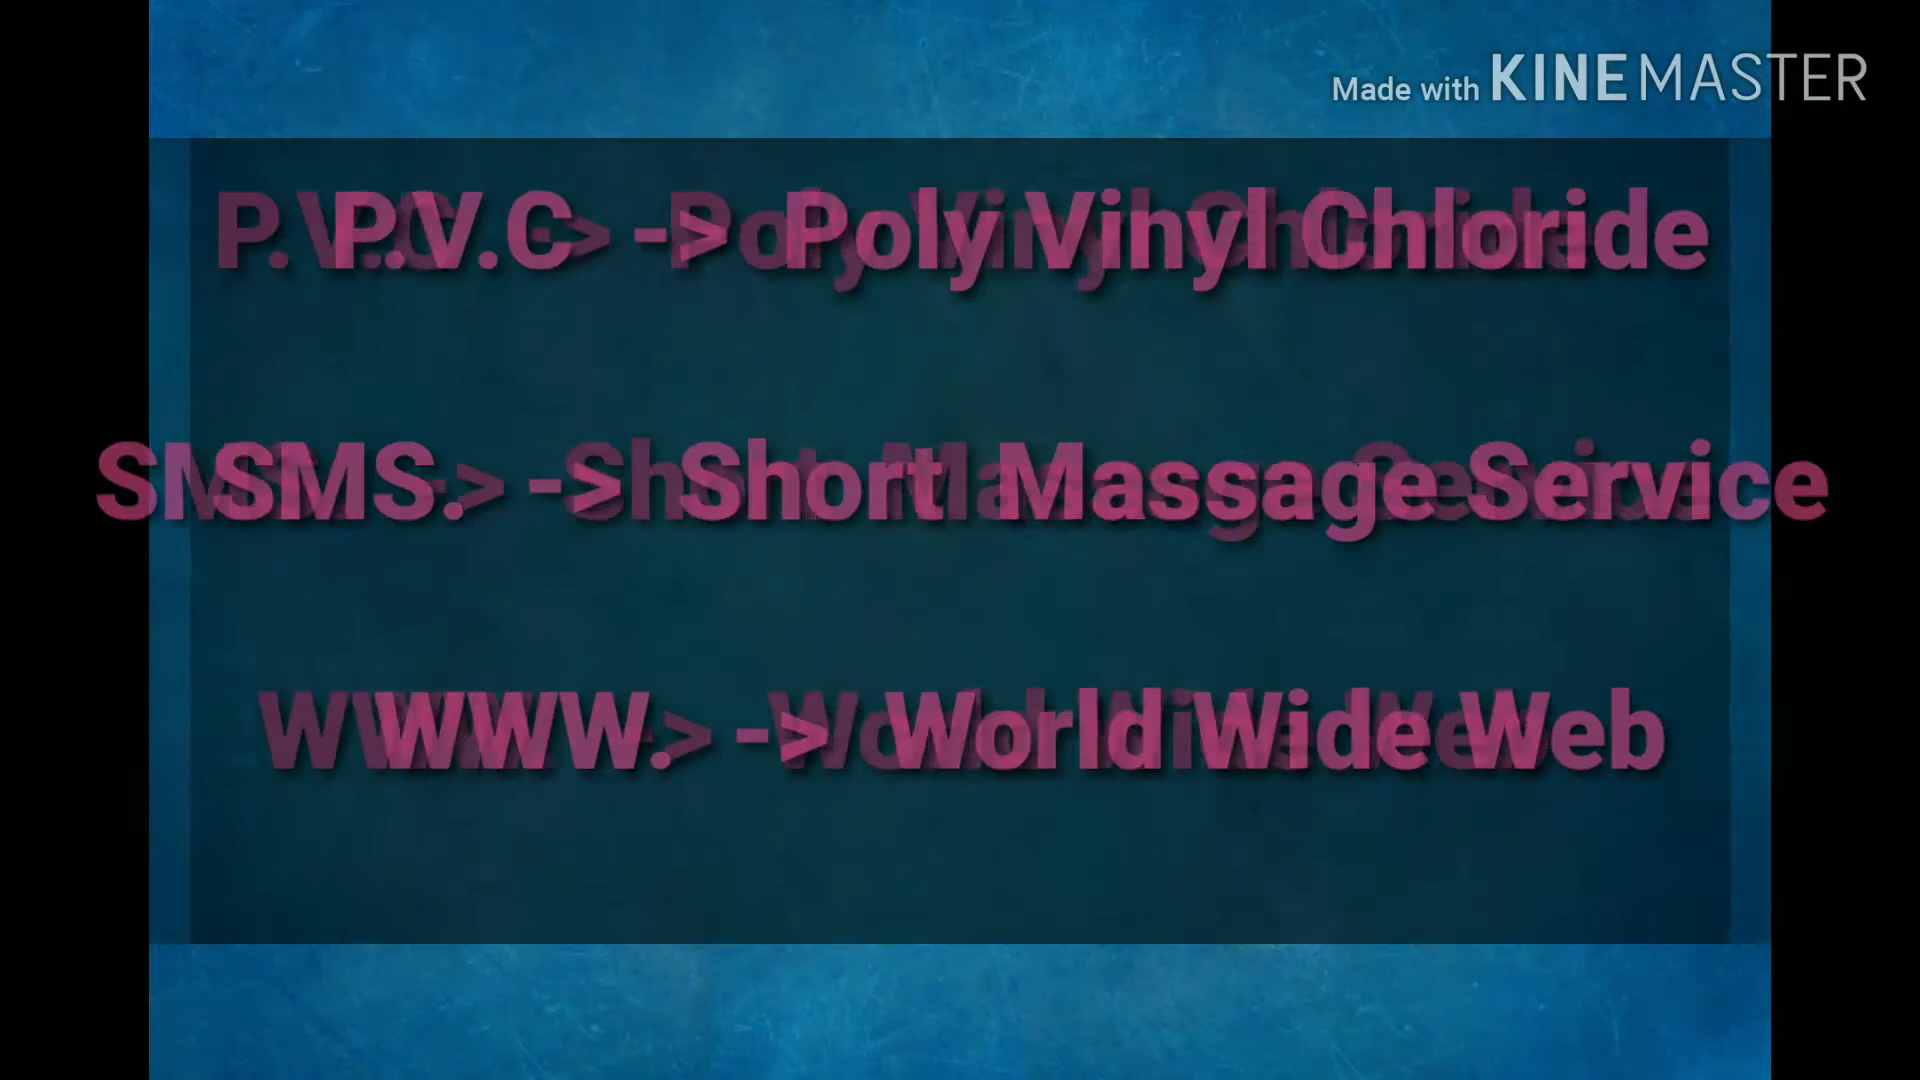 Made with KINEMASTER
P.V.C -> Poly Vinyl Chloride
SMS. -> Short Massage Service
WWW. -> World Wide Web